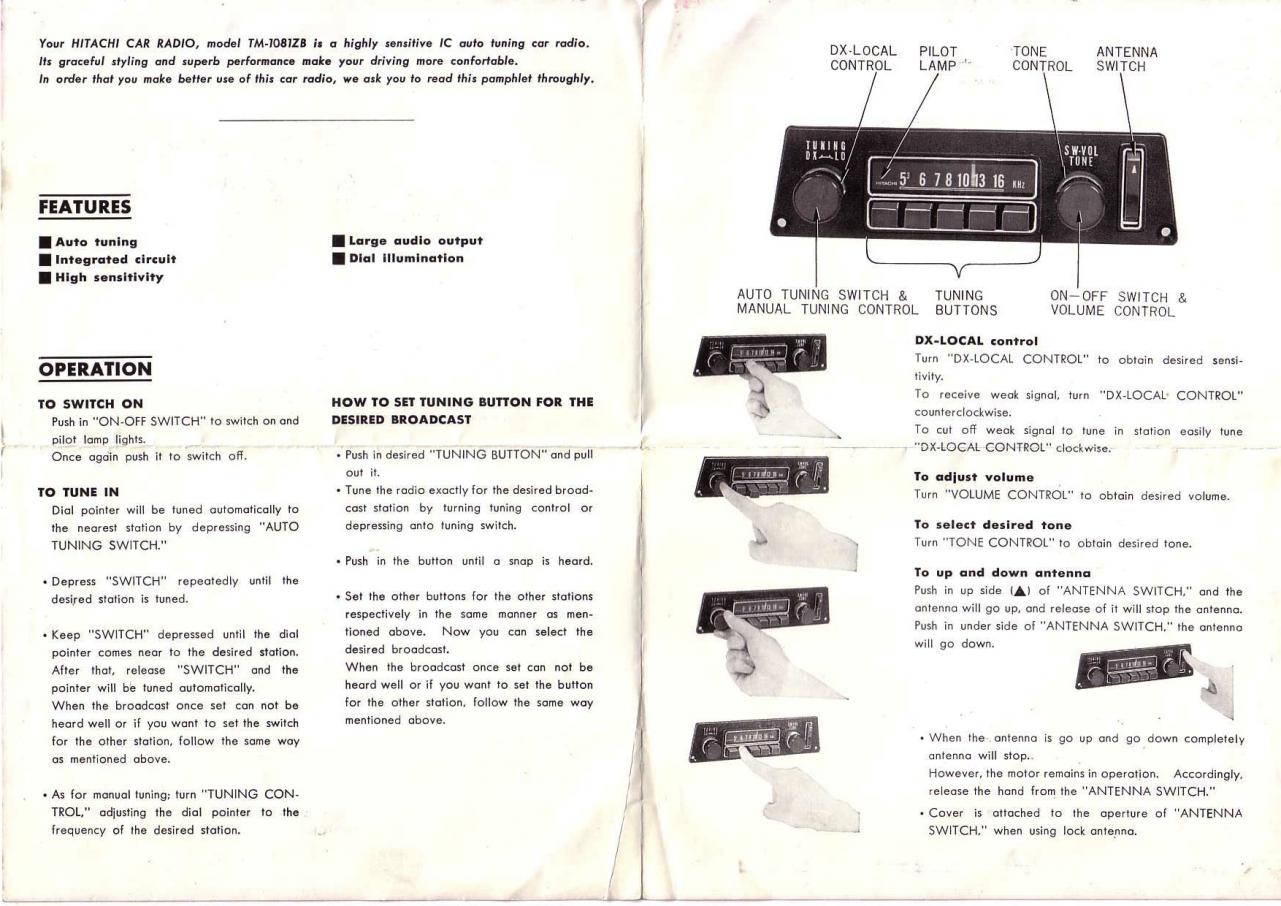 Your HITACHI CAR RADIO, model TM-1081ZB is a highly sensitive IC auto tuning car radio.
Its graceful styling and superb performance make your driving more confortable.
In order that you make better use of this car radio, we ask you to read this pamphlet throughly.
FEATURES
■ Auto tuning
■ Integrated circuit
■ High sensitivity
■ Large audio output
■ Dial illumination
OPERATION
TO SWITCH ON
Push in "ON-OFF SWITCH" to switch on and
pilot lamp lights.
Once again push it to switch off.
TO TUNE IN
Dial pointer will be tuned automatically to
the nearest station by depressing "AUTO
TUNING SWITCH."
• Depress "SWITCH" repeatedly until the
desired station is tuned.
• Keep "SWITCH" depressed until the dial
pointer comes near to the desired station.
After that, release "SWITCH" and the
pointer will be tuned automatically.
When the broadcast once set can not be
heard well or if you want to set the switch
for the other station, follow the same way
as mentioned above.
• As for manual tuning; turn "TUNING CON-
TROL," adjusting the dial pointer to the
frequency of the desired station.
HOW TO SET TUNING BUTTON FOR THE
DESIRED BROADCAST
• Push in desired "TUNING BUTTON" and pull
out it.
• Tune the radio exactly for the desired broad-
cast station by turning tuning control or
depressing anto tuning switch.
• Push in the button until a snap is heard.
• Set the other buttons for the other stations
respectively in the same manner as men-
tioned above. Now you can select the
desired broadcast.
When the broadcast once set can not be
heard well or if you want to set the button
for the other station, follow the same way
mentioned above.
DX-LOCAL
CONTROL
PILOT
LAMP
TONE
CONTROL
ANTENNA
SWITCH
TUNING
DX LO
SW-VOL
TONE
HITACHI 5³ 6 7 8 10 13 16 KHz
AUTO TUNING SWITCH &
MANUAL TUNING CONTROL
TUNING
BUTTONS
ON—OFF SWITCH &
VOLUME CONTROL
DX-LOCAL control
Turn "DX-LOCAL CONTROL" to obtain desired sensi-
tivity.
To receive weak signal, turn "DX-LOCAL CONTROL"
counterclockwise.
To cut off weak signal to tune in station easily tune
"DX-LOCAL CONTROL" clockwise.
To adjust volume
Turn "VOLUME CONTROL" to obtain desired volume.
To select desired tone
Turn "TONE CONTROL" to obtain desired tone.
To up and down antenna
Push in up side (▲) of "ANTENNA SWITCH," and the
antenna will go up, and release of it will stop the antenna.
Push in under side of "ANTENNA SWITCH," the antenna
will go down.
• When the antenna is go up and go down completely
antenna will stop.
However, the motor remains in operation. Accordingly,
release the hand from the "ANTENNA SWITCH."
• Cover is attached to the aperture of "ANTENNA
SWITCH," when using lock antenna.